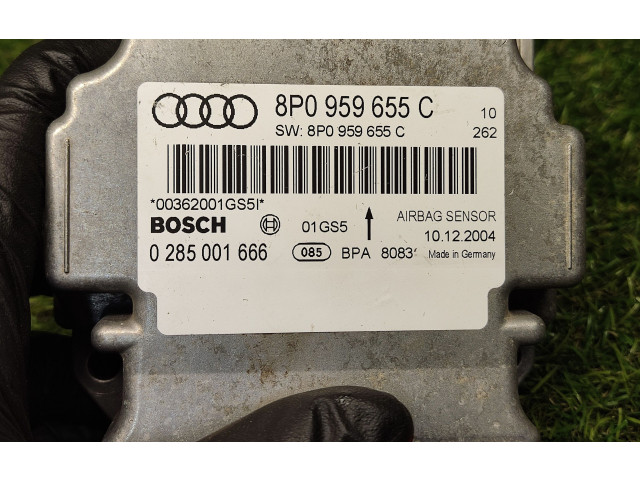 8P0 959 655 C 10
SW: 8P0 959 655 C 262
*00362001GS5I*
BOSCH 01GS5 AIRBAG SENSOR
10.12.2004
0 285 001 666 085 BPA 8083 Made in Germany